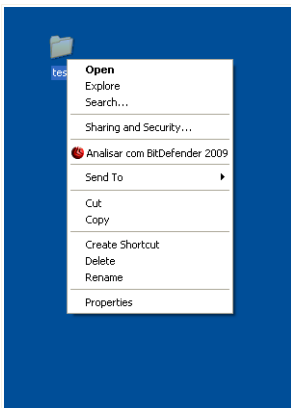 tes
Open
Explore
Search...
Sharing and Security...
Analisar com BitDefender 2009
Send To
Cut
Copy
Create Shortcut
Delete
Rename
Properties